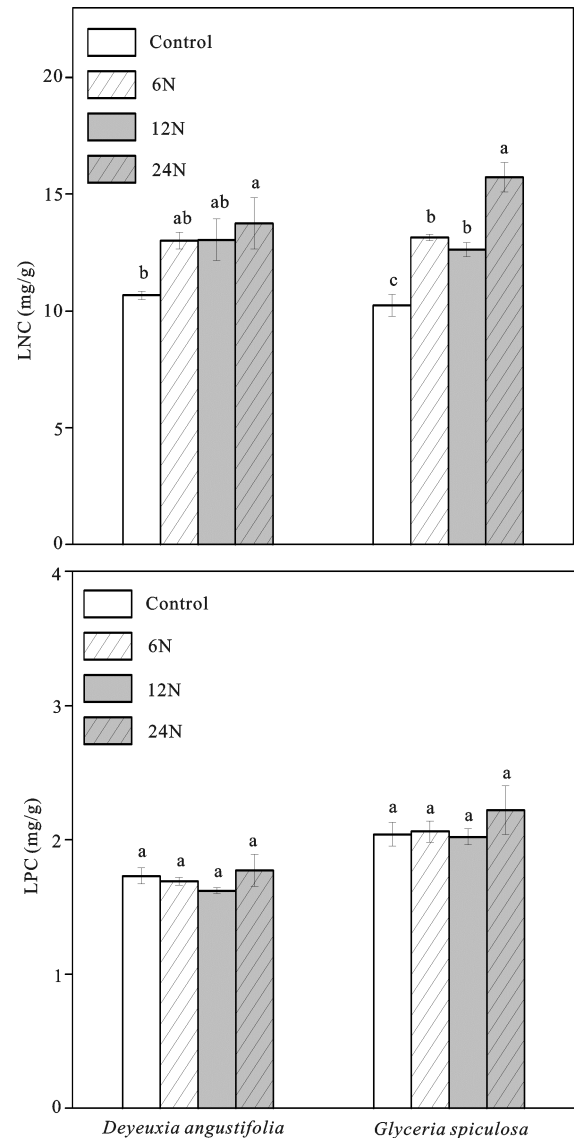 20
15
10
5
0
LNC (mg/g)
Control
6N
12N
24N
b
ab
ab
a
c
b
b
a
4
3
2
1
0
LPC (mg/g)
Control
6N
12N
24N
a
a
a
a
a
a
a
a
Deyeuxia angustifolia
Glyceria spiculosa